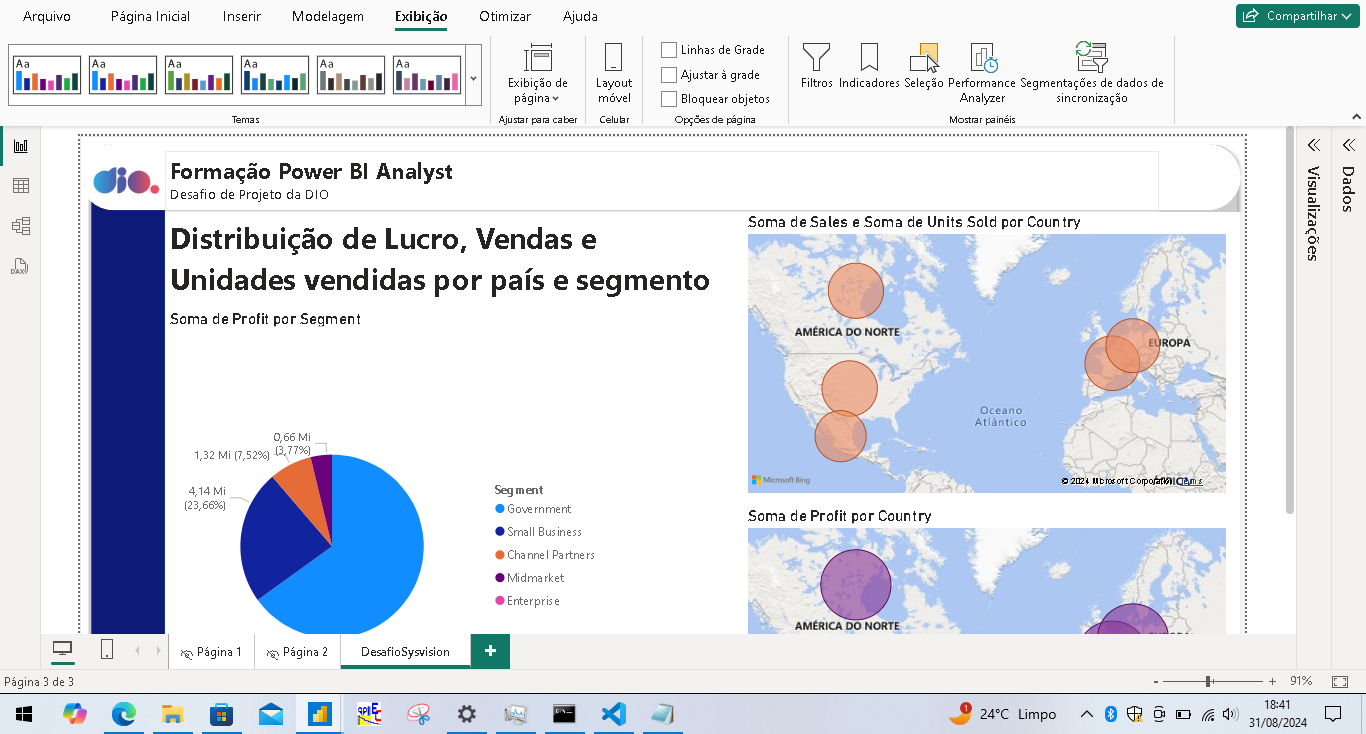 Arquivo Página Inicial Inserir Modelagem Exibição Otimizar Ajuda Compartilhar
Aa Aa Aa Aa Aa Aa
Temas
Exibição de
página
Ajustar para caber
Layout
móvel
Celular
Linhas de Grade
Ajustar à grade
Bloquear objetos
Opções de página
Filtros Indicadores Seleção Performance
Analyzer
Segmentações de dados de
sincronização
Mostrar painéis
dio.
Formação Power BI Analyst
Desafio de Projeto da DIO
Distribuição de Lucro, Vendas e
Unidades vendidas por país e segmento
Soma de Profit por Segment
0,66 Mi
(3,77%)
1,32 Mi (7,52%)
4,14 Mi
(23,66%)
Segment
Government
Small Business
Channel Partners
Midmarket
Enterprise
Soma de Sales e Soma de Units Sold por Country
AMÉRICA DO NORTE
EUROPA
Oceano
Atlântico
Microsoft Bing
© 2024 Microsoft Corporation
Soma de Profit por Country
AMÉRICA DO NORTE
Visualizações
Dados
DAX
Página 1 Página 2 DesafioSysvision +
Página 3 de 3
- + 91%
1 24°C Limpo
18:41
31/08/2024